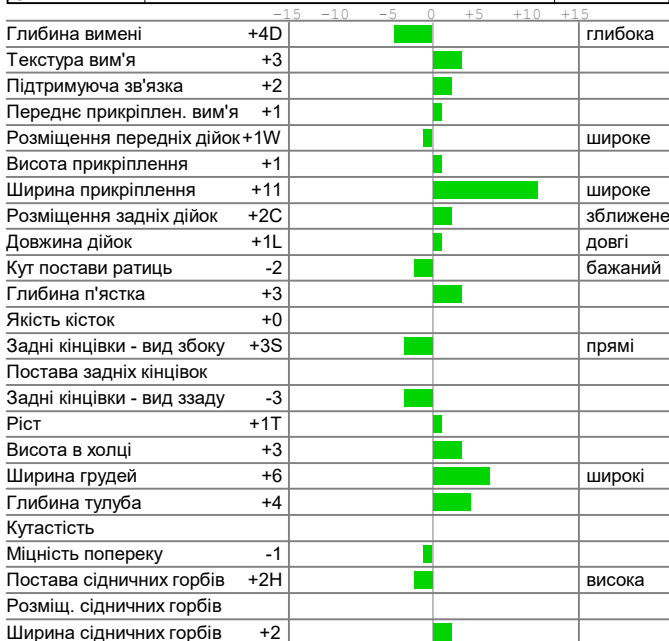 -15 -10 -5 0 +5 +10 +15
Глибина вимені +4D глибока
Текстура вим'я +3
Підтримуюча зв'язка +2
Переднє прикріплен. вим'я +1
Розміщення передніх дійок +1W широке
Висота прикріплення +1
Ширина прикріплення +11 широке
Розміщення задніх дійок +2C зближене
Довжина дійок +1L довгі
Кут постави ратиць -2 бажаний
Глибина п'ястка +3
Якість кісток +0
Задні кінцівки - вид збоку +3S прямі
Постава задніх кінцівок
Задні кінцівки - вид ззаду -3
Ріст +1T
Висота в холці +3
Ширина грудей +6 широкі
Глибина тулуба +4
Кутастість
Міцність попереку -1
Постава сідничних горбів +2H висока
Розміщ. сідничних горбів
Ширина сідничних горбів +2